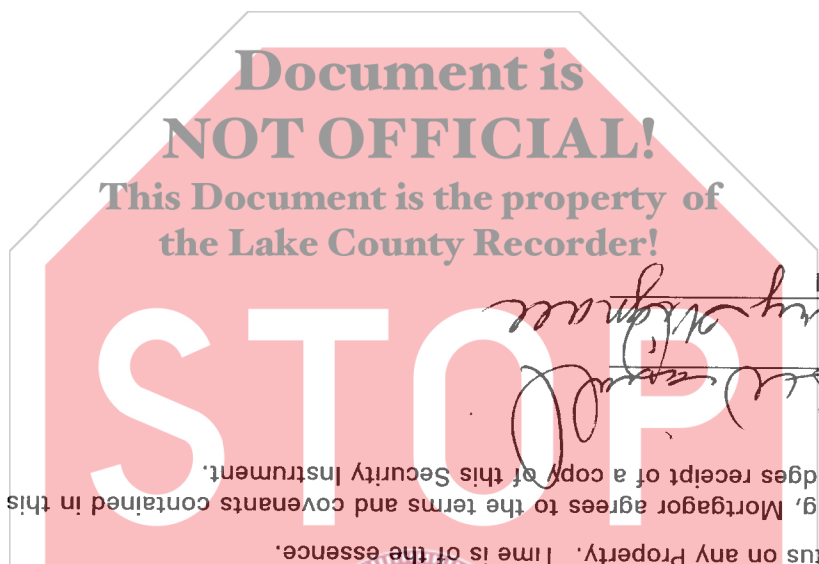 Document is
NOT OFFICIAL!
This Document is the property of
the Lake County Recorder!
STOP
tus on any Property. Time is of the essence.
g, Mortgagor agrees to the terms and covenants contained in this
dges receipt of a copy of this Security Instrument.